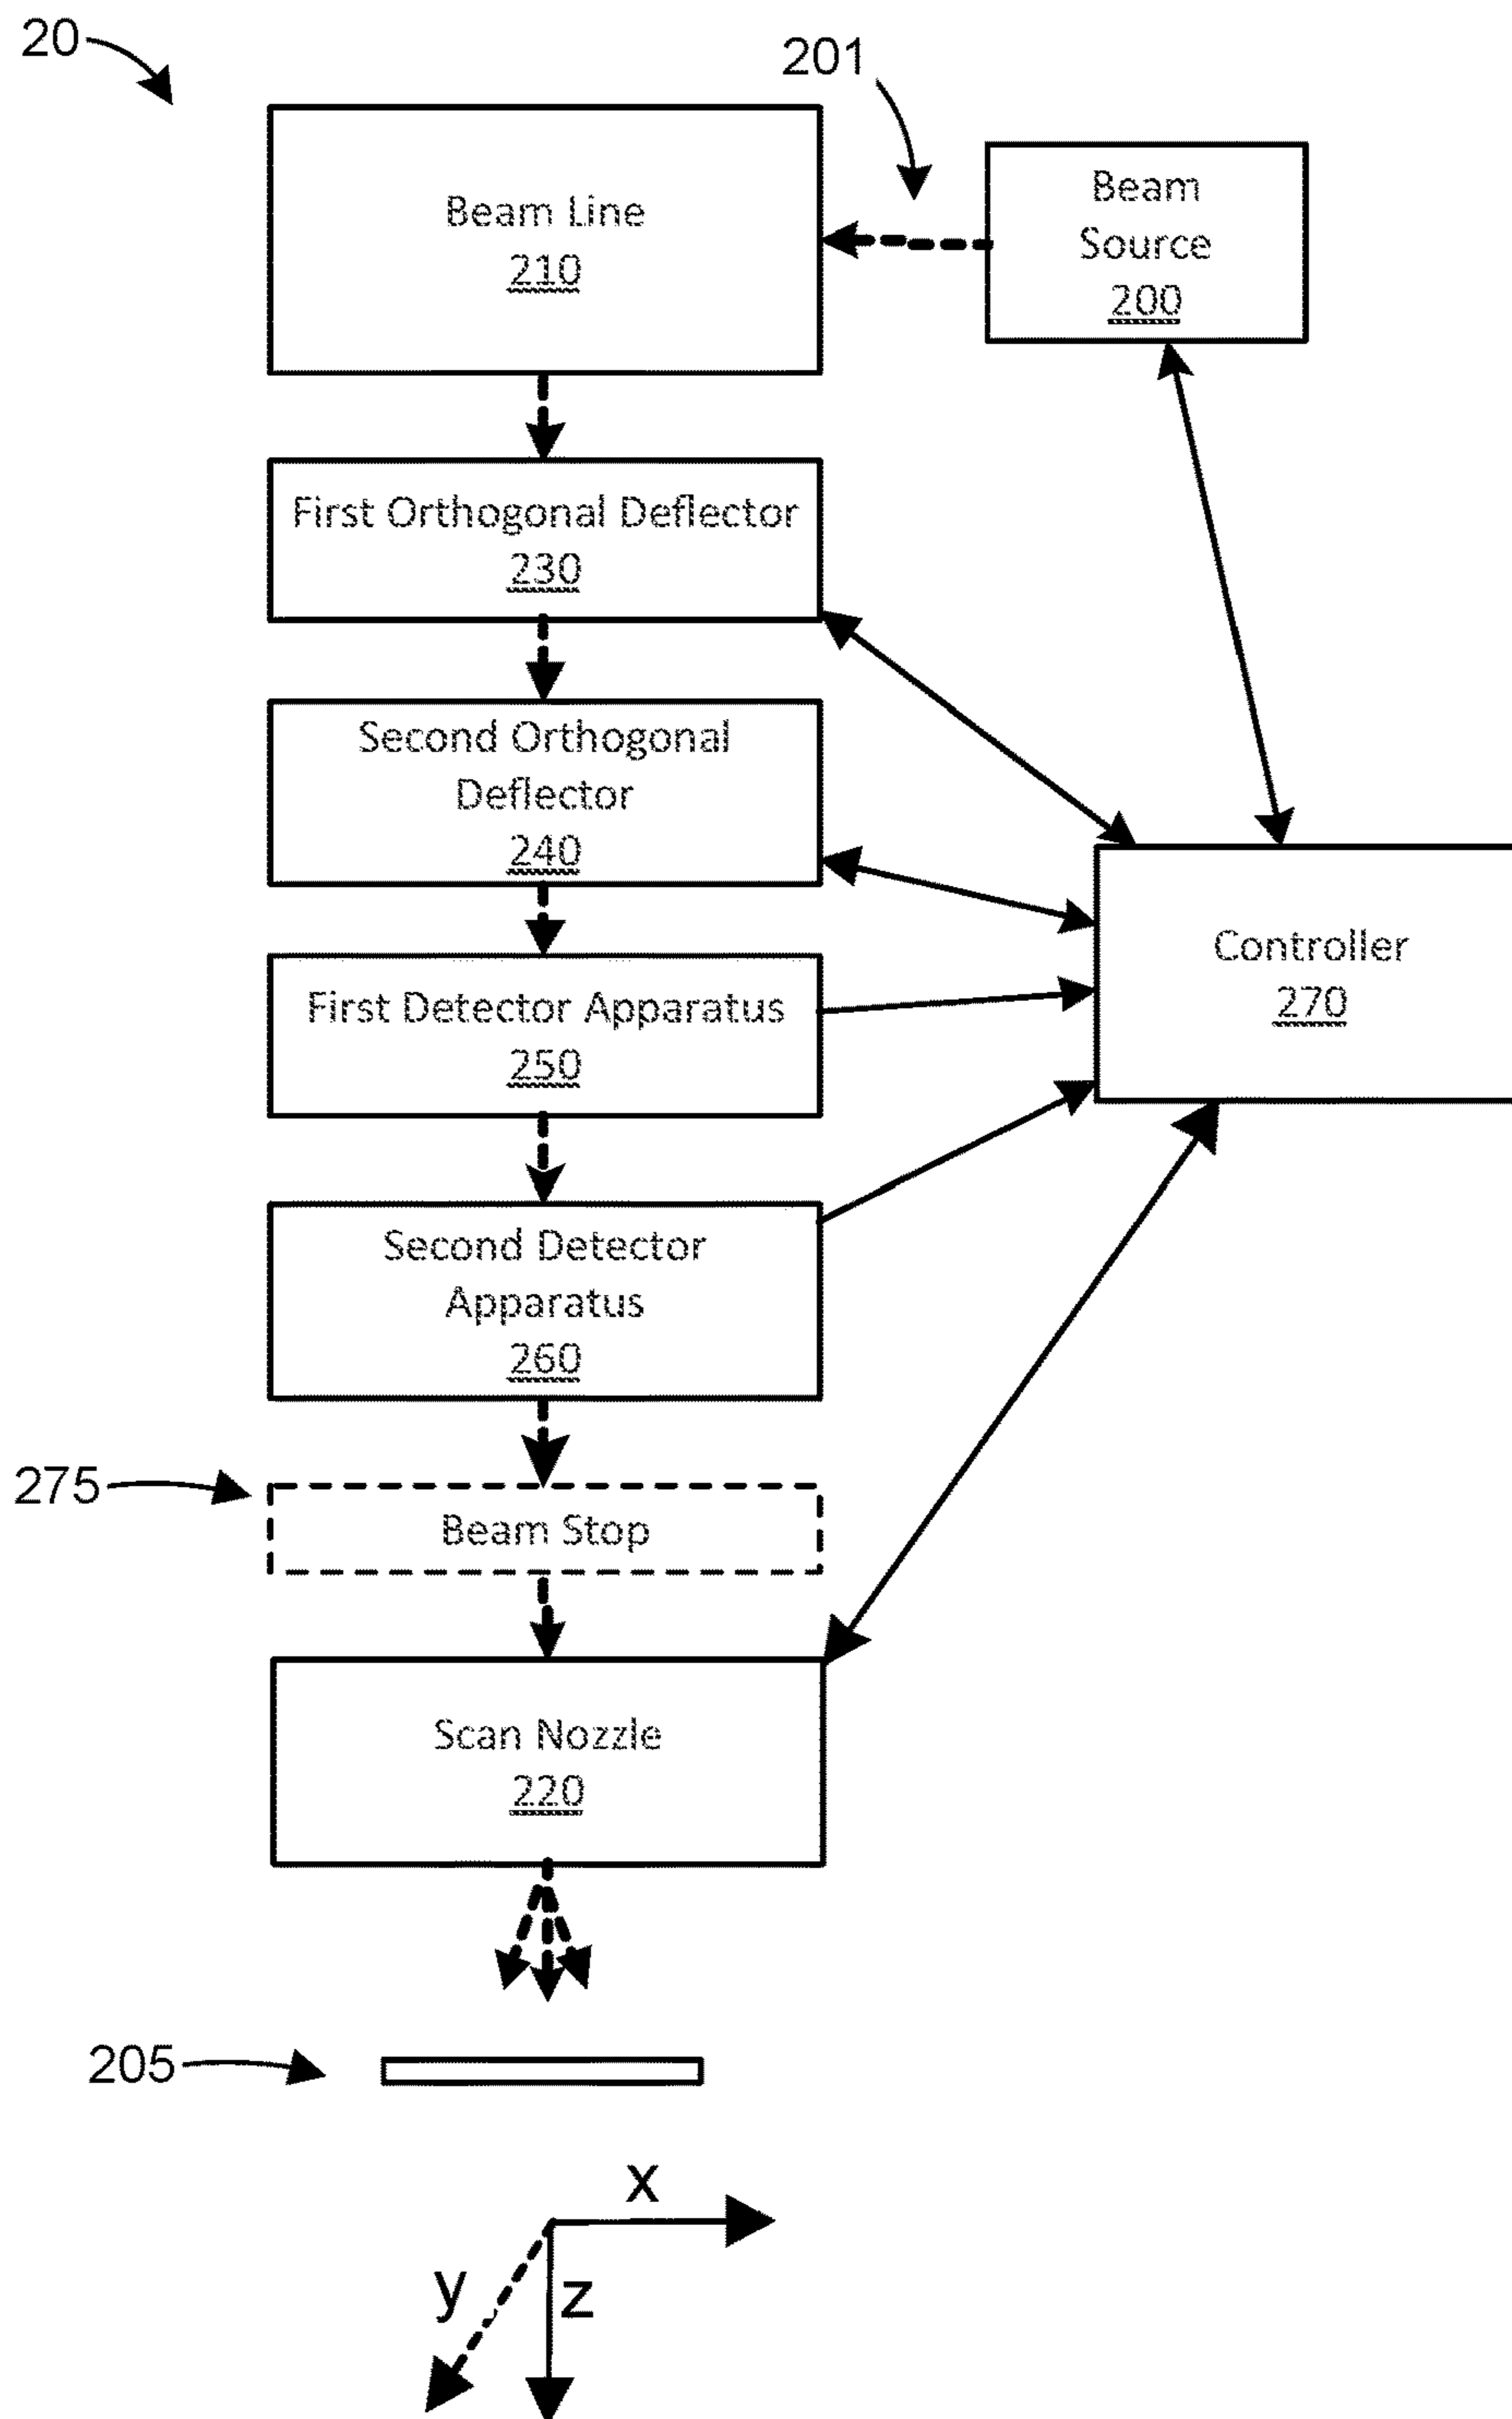 20
201
Beam Line
210
Beam
Source
200
First Orthogonal Deflector
230
Second Orthogonal
Deflector
240
Controller
270
First Detector Apparatus
250
Second Detector
Apparatus
260
275
Beam Stop
Scan Nozzle
220
205
x
y
z